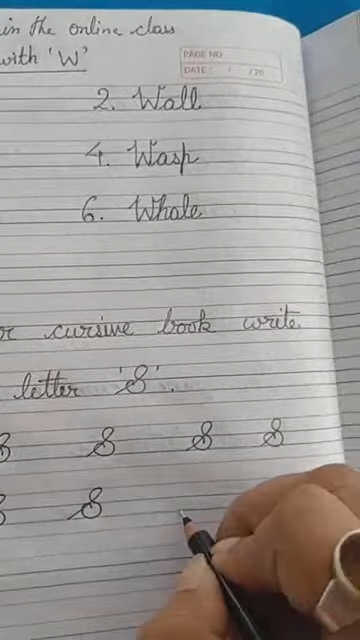 in the online class
with 'W'
PAGE NO
DATE: / /20
2. Wall
4. Wasp
6. Whale
cursive book write
letter 'S'.
S S S S
S S